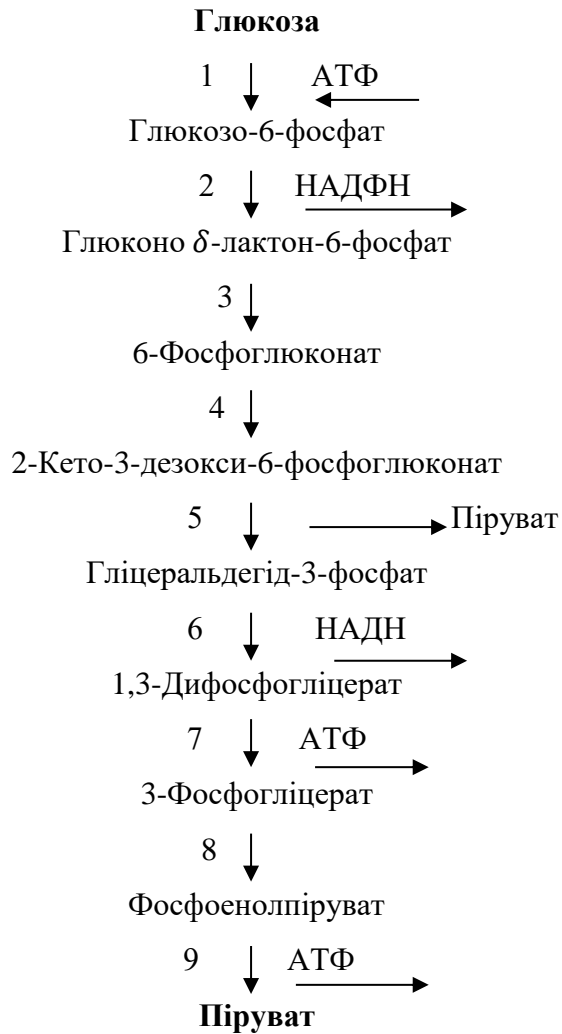 Глюкоза
1 АТФ
Глюкозо-6-фосфат
2 НАДФН
Глюконо δ-лактон-6-фосфат
3
6-Фосфоглюконат
4
2-Кето-3-дезокси-6-фосфоглюконат
5 Піруват
Гліцеральдегід-3-фосфат
6 НАДН
1,3-Дифосфогліцерат
7 АТФ
3-Фосфогліцерат
8
Фосфоенолпіруват
9 АТФ
Піруват